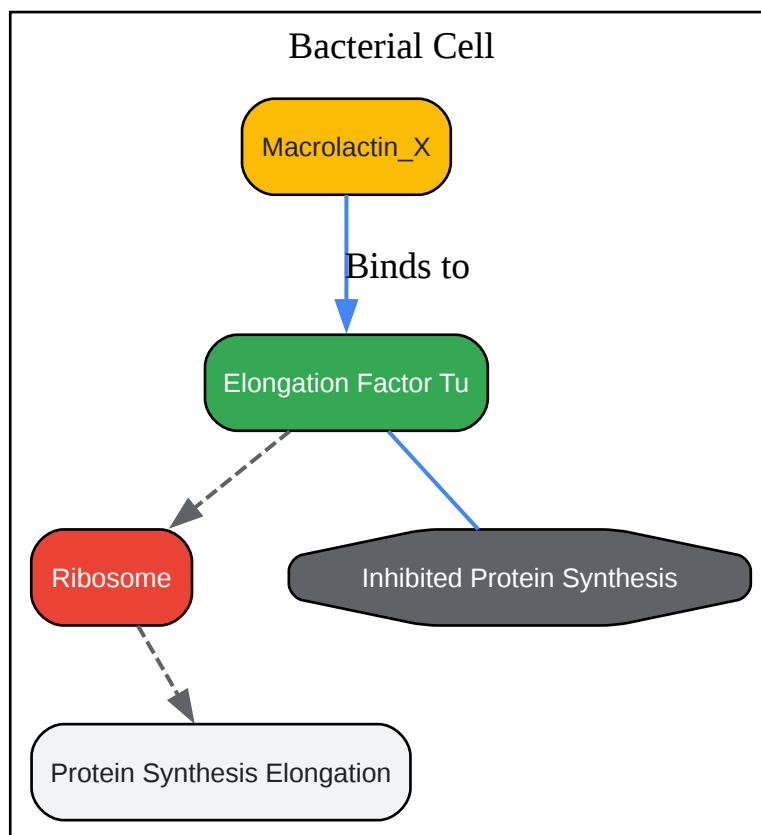 Bacterial Cell
Macrolactin_X
Binds to
Elongation Factor Tu
Ribosome
Inhibited Protein Synthesis
Protein Synthesis Elongation